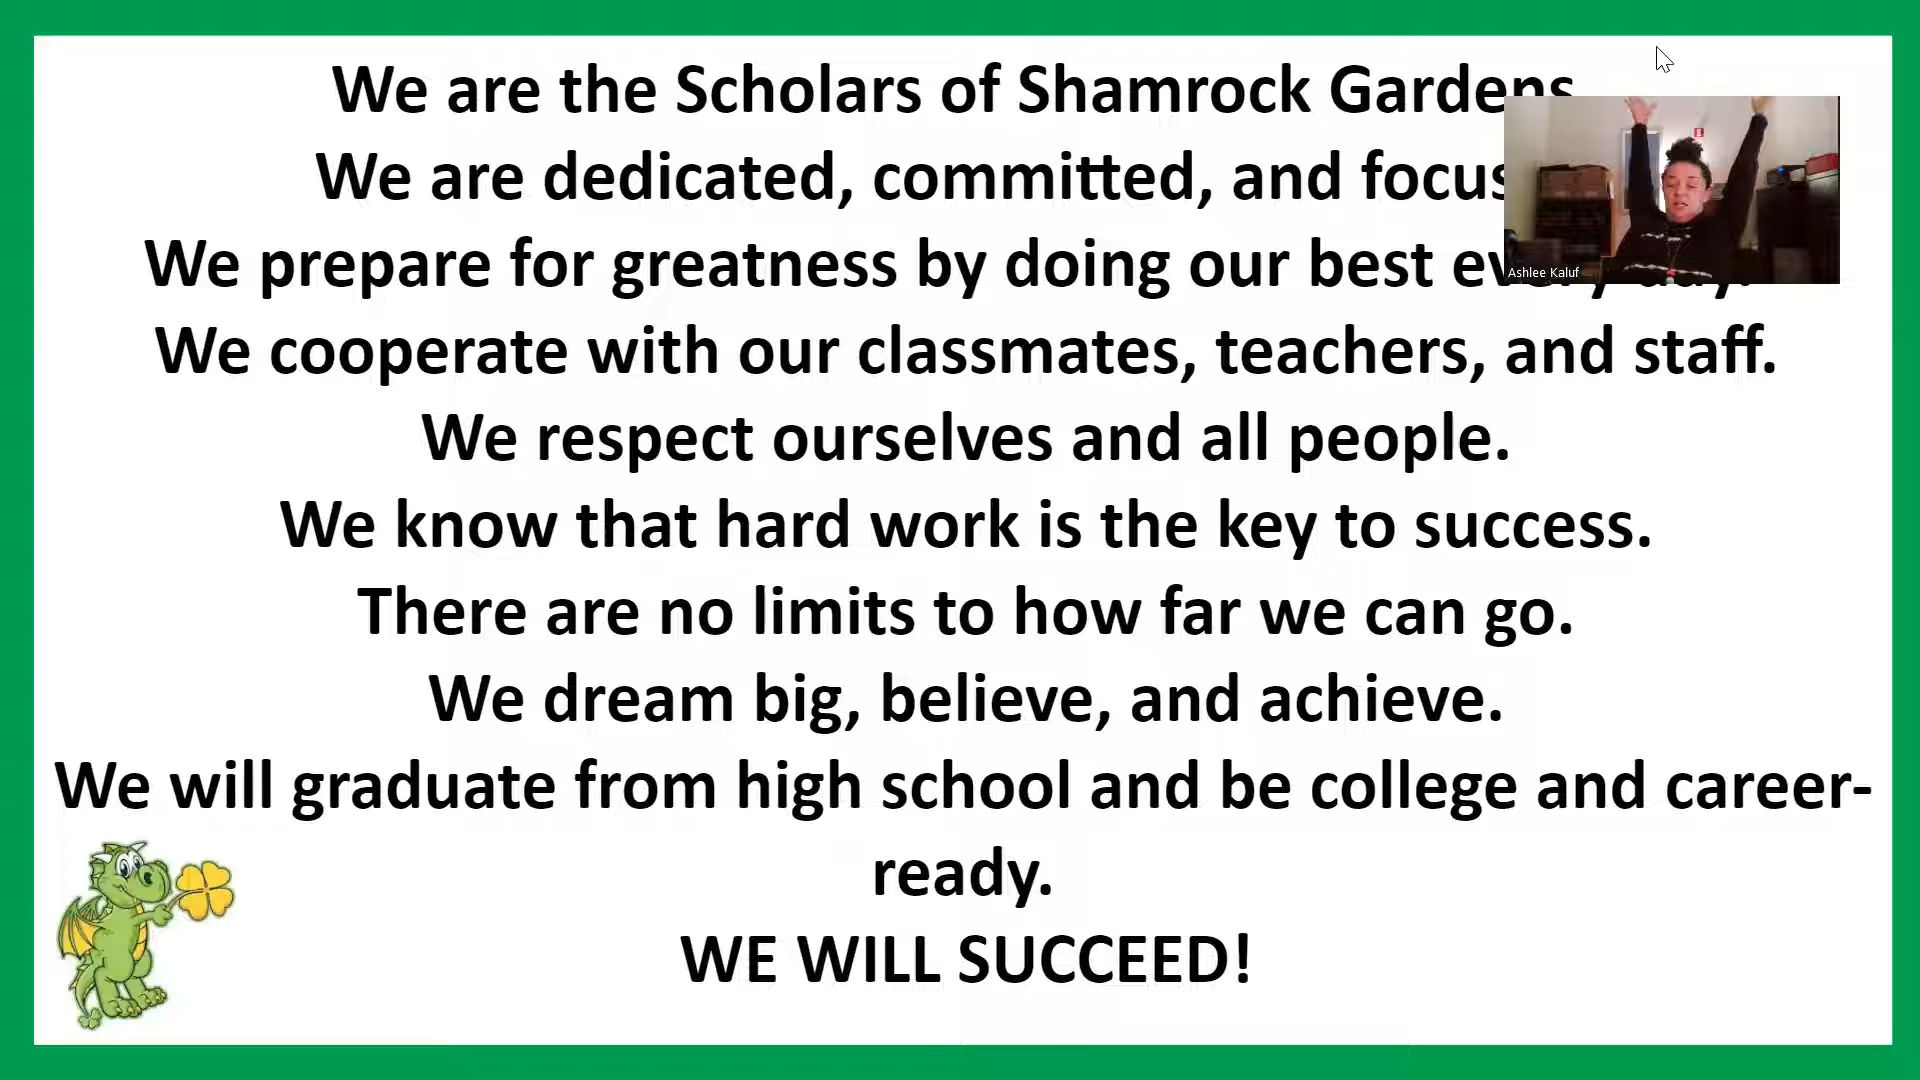 We are the Scholars of Shamrock Gardens
We are dedicated, committed, and focus
We prepare for greatness by doing our best every day.
We cooperate with our classmates, teachers, and staff.
We respect ourselves and all people.
We know that hard work is the key to success.
There are no limits to how far we can go.
We dream big, believe, and achieve.
We will graduate from high school and be college and career-
ready.
WE WILL SUCCEED!
Ashlee Kaluf